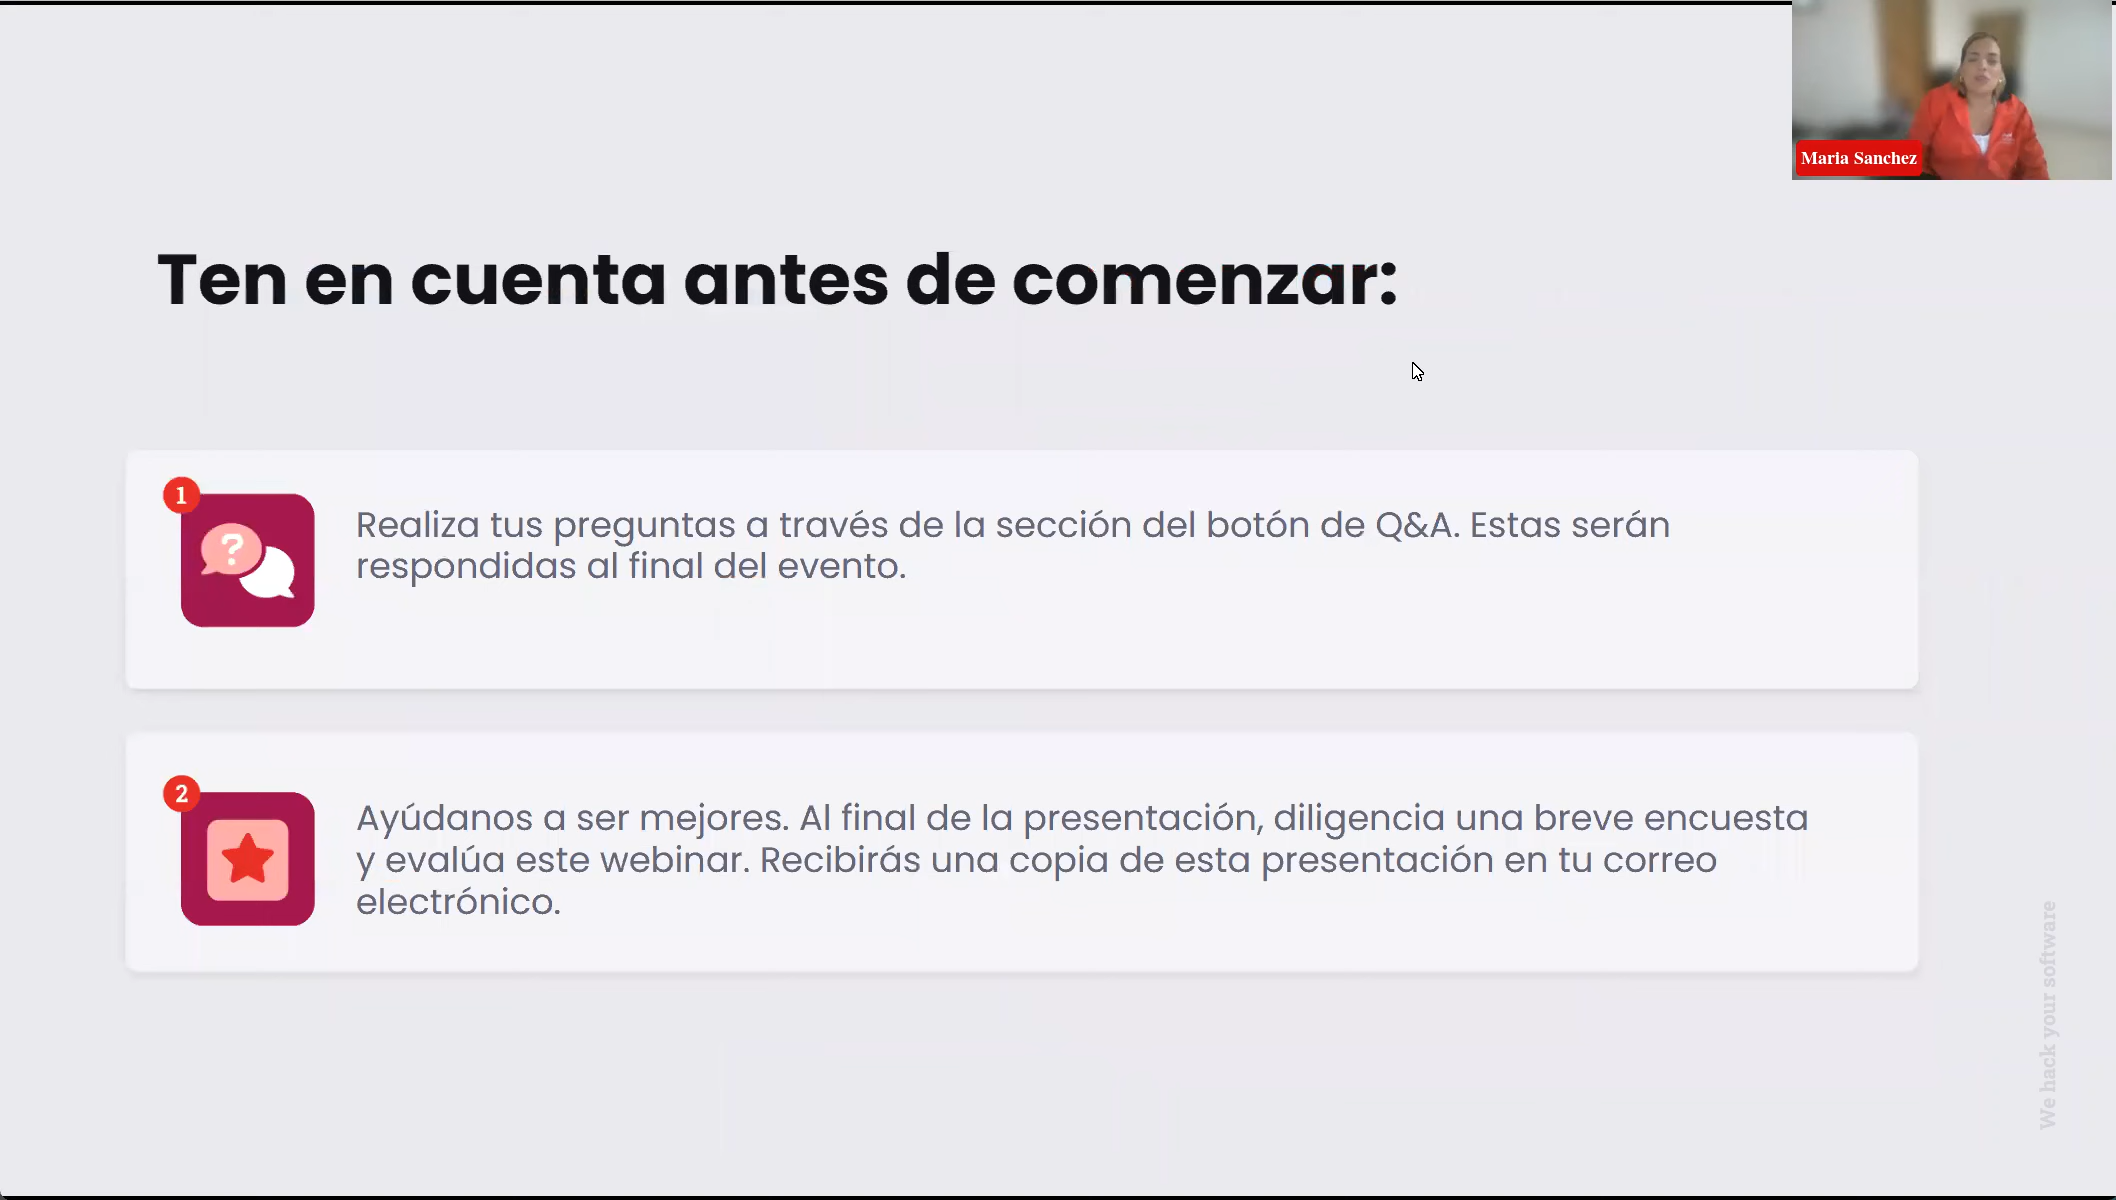 Maria Sanchez
Ten en cuenta antes de comenzar:
1
?
Realiza tus preguntas a través de la sección del botón de Q&A. Estas serán
respondidas al final del evento.
2
Ayúdanos a ser mejores. Al final de la presentación, diligencia una breve encuesta
y evalúa este webinar. Recibirás una copia de esta presentación en tu correo
electrónico.
We hack your software